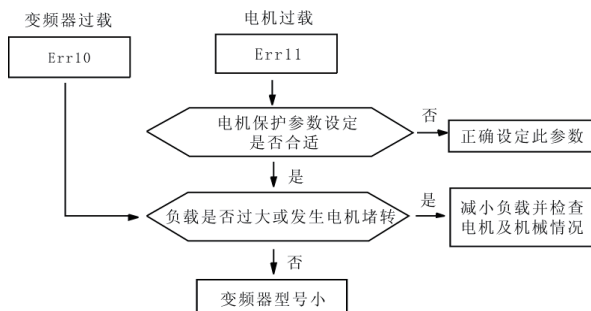 变频器过载
电机过载
Err10
Err11
电机保护参数设定
是否合适
否
正确设定此参数
是
负载是否过大或发生电机堵转
是
减小负载并检查
电机及机械情况
否
变频器型号小